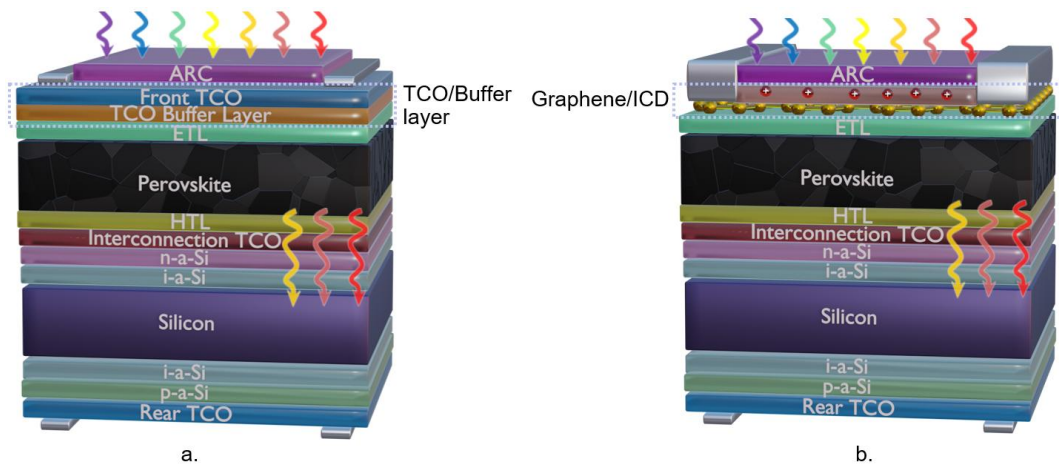 ARC
Front TCO
TCO Buffer Layer
ETL
Perovskite
HTL
Interconnection TCO
n-a-Si
i-a-Si
Silicon
i-a-Si
p-a-Si
Rear TCO
a.
TCO/Buffer
layer
Graphene/ICD
ARC
+ + + + + +
ETL
Perovskite
HTL
Interconnection TCO
n-a-Si
i-a-Si
Silicon
i-a-Si
p-a-Si
Rear TCO
b.